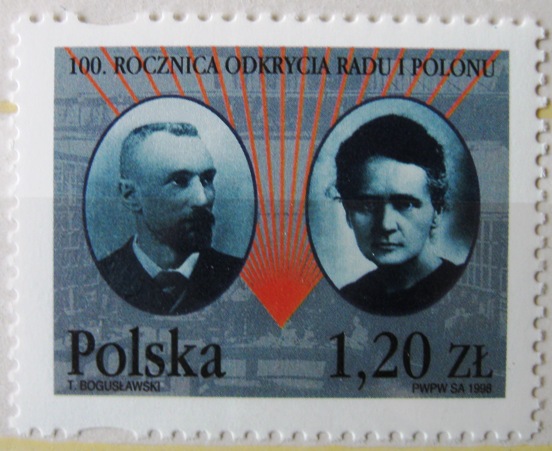 100. ROCZNICA ODKRYCIA RADU I POLONU
Polska
1,20 ZŁ
T. BOGUSŁAWSKI
PWPW SA 1998